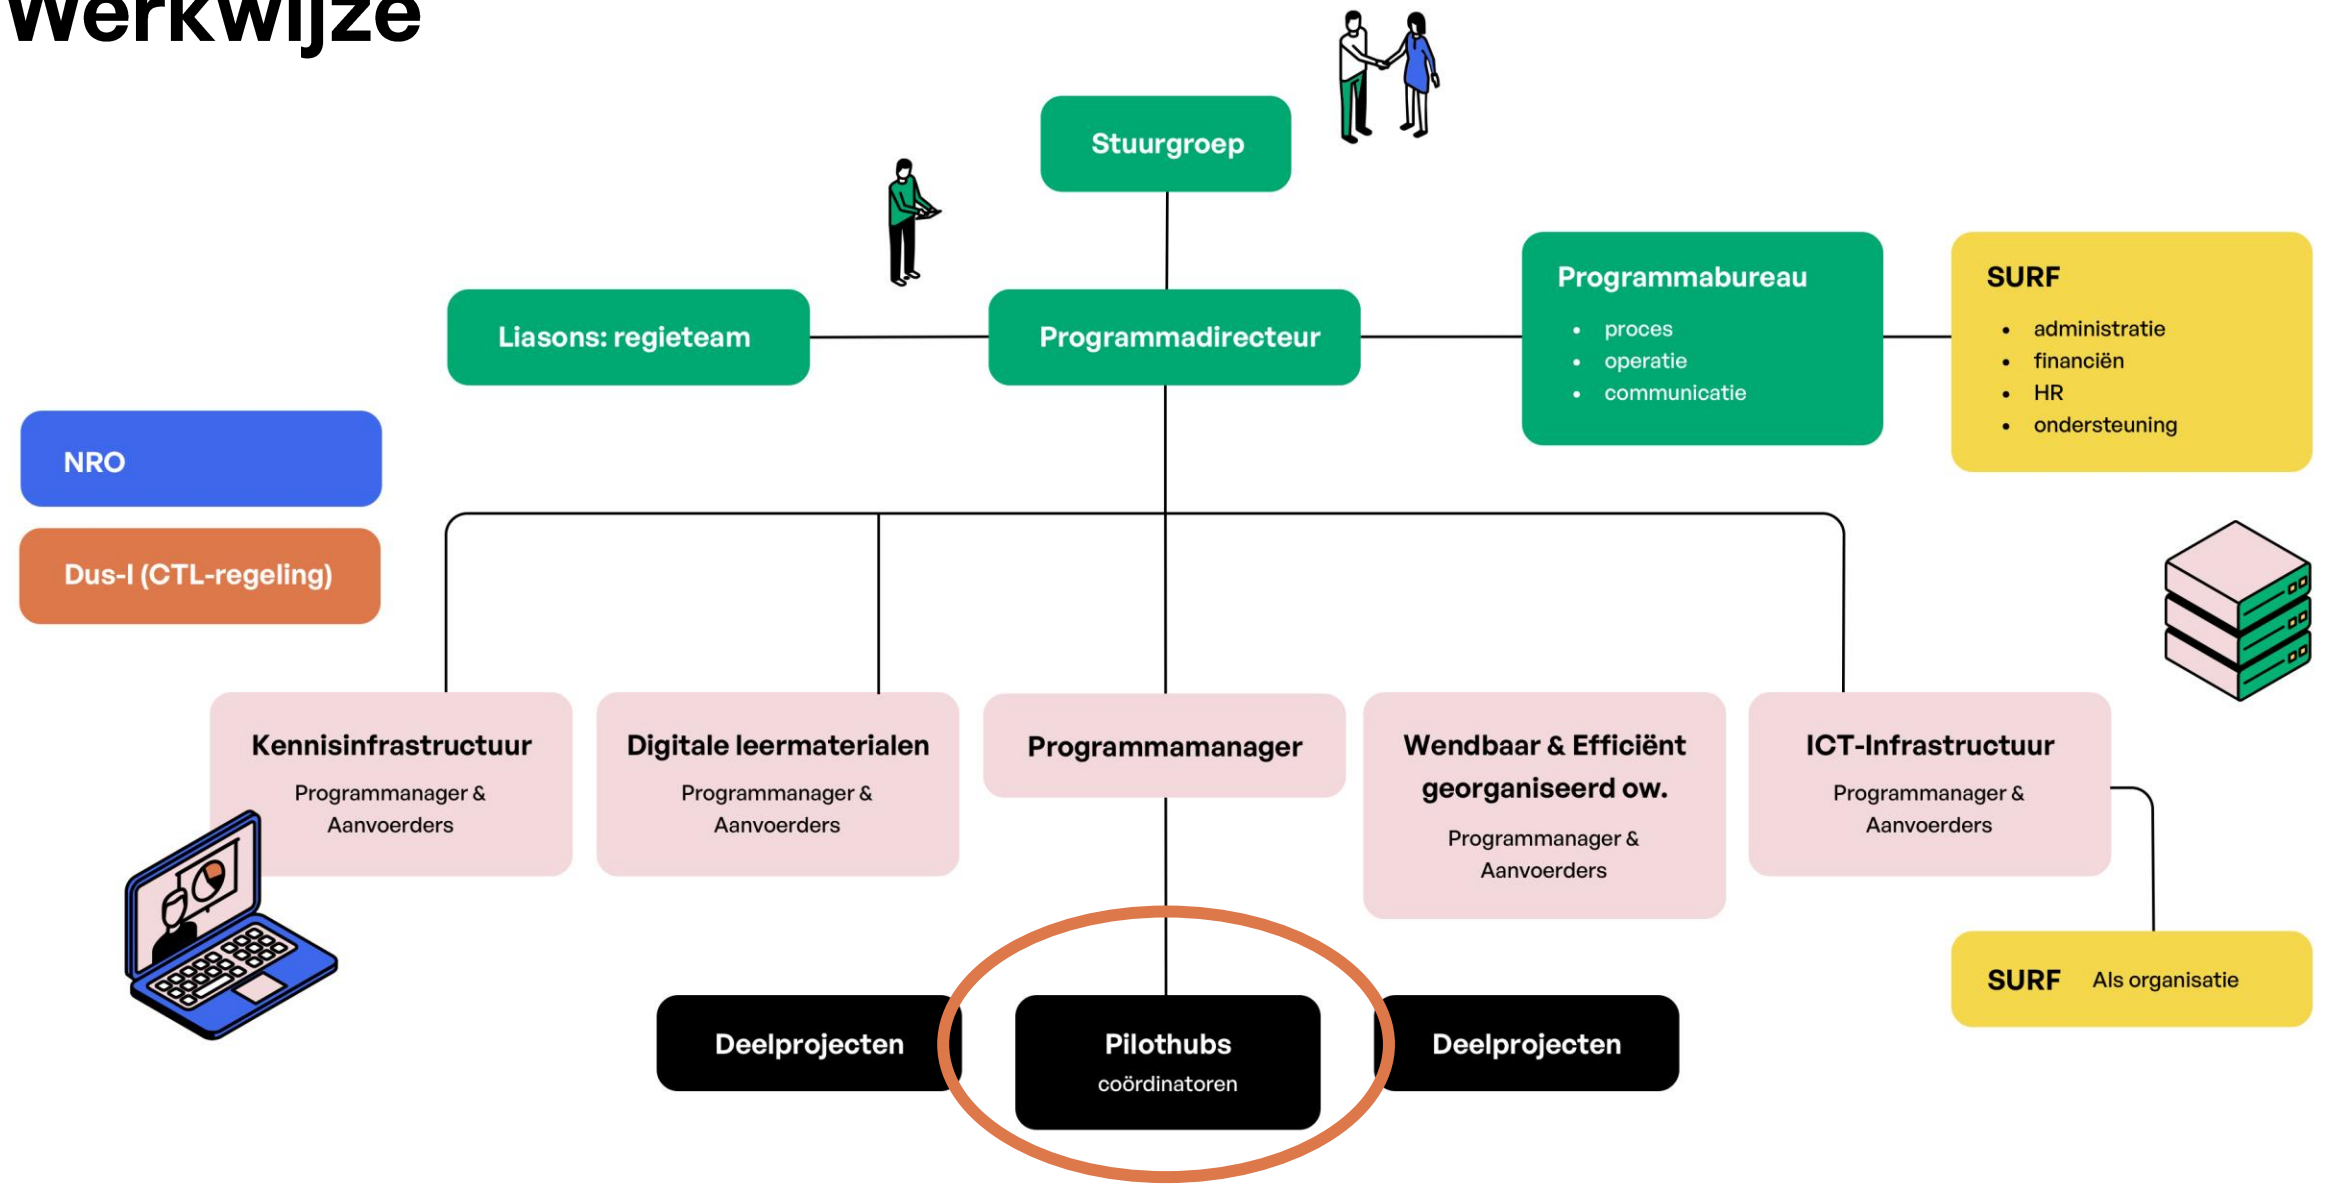 Werkwijze
Stuurgroep
Liasons: regieteam
Programmadirecteur
Programmabureau
• proces
• operatie
• communicatie
SURF
• administratie
• financiën
• HR
• ondersteuning
NRO
Dus-I (CTL-regeling)
Kennisinfrastructuur
Programmanager &
Aanvoerders
Digitale leermaterialen
Programmanager &
Aanvoerders
Programmamanager
Wendbaar & Efficiënt
georganiseerd ow.
Programmanager &
Aanvoerders
ICT-Infrastructuur
Programmanager &
Aanvoerders
SURF Als organisatie
Deelprojecten
Pilothubs
coördinatoren
Deelprojecten